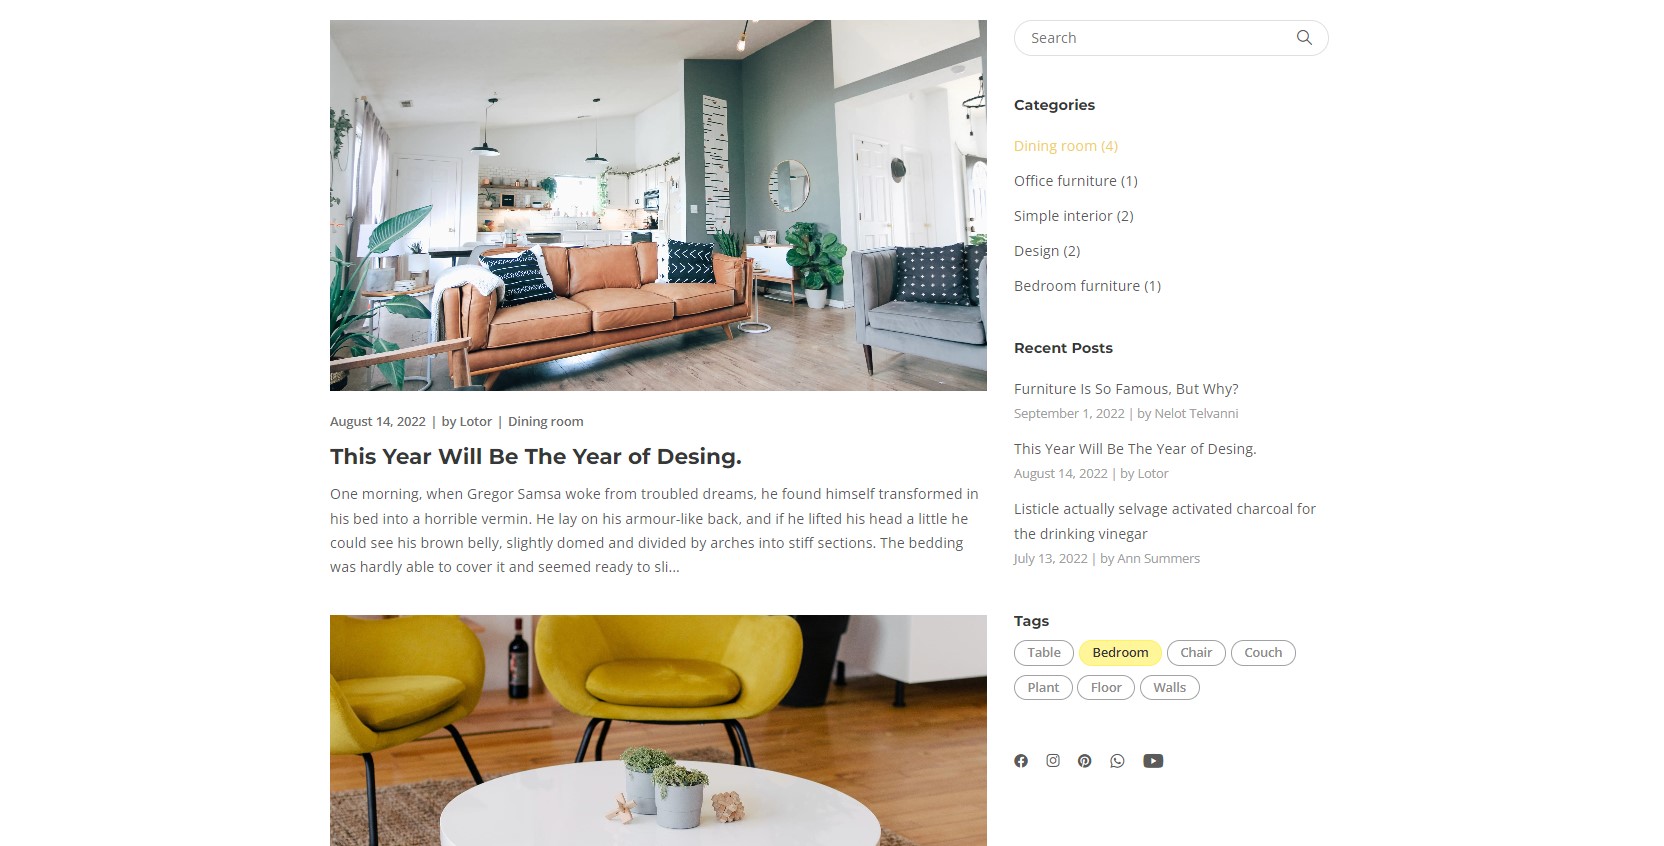 August 14, 2022 | by Lotor | Dining room
This Year Will Be The Year of Desing.
One morning, when Gregor Samsa woke from troubled dreams, he found himself transformed in
his bed into a horrible vermin. He lay on his armour-like back, and if he lifted his head a little he
could see his brown belly, slightly domed and divided by arches into stiff sections. The bedding
was hardly able to cover it and seemed ready to sli...
Search
Categories
Dining room (4)
Office furniture (1)
Simple interior (2)
Design (2)
Bedroom furniture (1)
Recent Posts
Furniture Is So Famous, But Why?
September 1, 2022 | by Nelot Telvanni
This Year Will Be The Year of Desing.
August 14, 2022 | by Lotor
Listicle actually selvage activated charcoal for
the drinking vinegar
July 13, 2022 | by Ann Summers
Tags
Table Bedroom Chair Couch
Plant Floor Walls